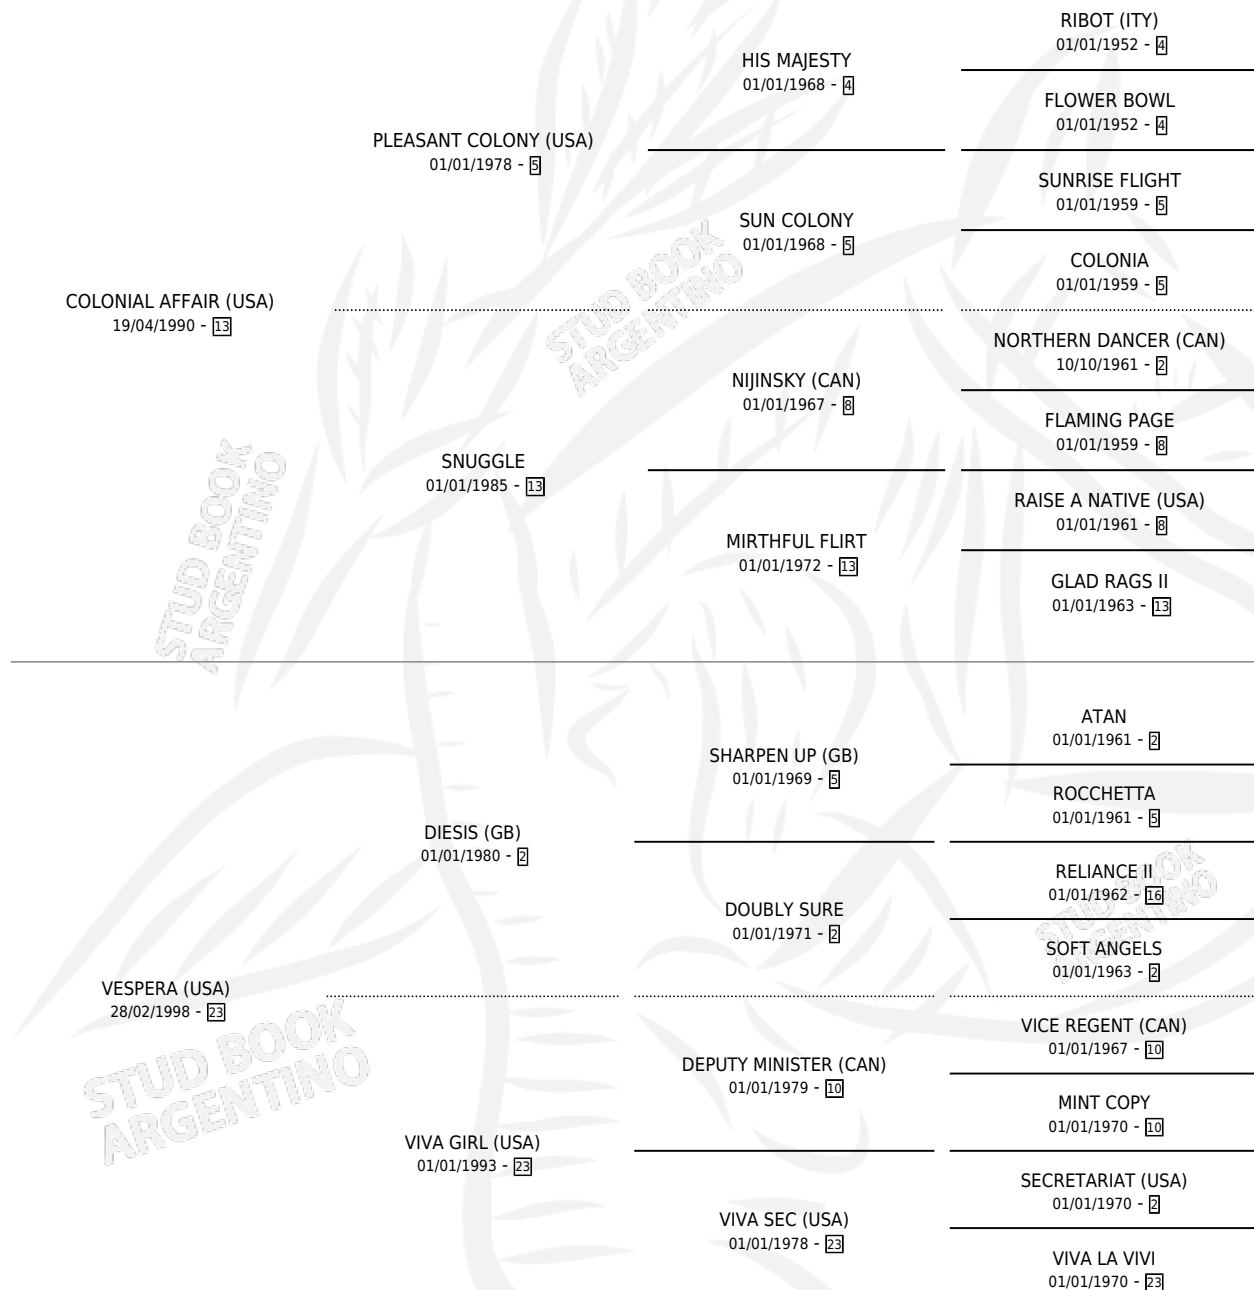 RIBOT (ITY)
01/01/1952 - 4
HIS MAJESTY
01/01/1968 - 4
FLOWER BOWL
01/01/1952 - 4
PLEASANT COLONY (USA)
01/01/1978 - 5
SUNRISE FLIGHT
01/01/1959 - 5
SUN COLONY
01/01/1968 - 5
COLONIA
01/01/1959 - 5
COLONIAL AFFAIR (USA)
19/04/1990 - 13
STUD BOOK
ARGENTINO
NORTHERN DANCER (CAN)
10/10/1961 - 2
NIJINSKY (CAN)
01/01/1967 - 8
FLAMING PAGE
01/01/1959 - 8
SNUGGLE
01/01/1985 - 13
RAISE A NATIVE (USA)
01/01/1961 - 8
MIRTHFUL FLIRT
01/01/1972 - 13
GLAD RAGS II
01/01/1963 - 13
STUD BOOK
ARGENTINO
ATAN
01/01/1961 - 2
SHARPEN UP (GB)
01/01/1969 - 5
ROCCHETTA
01/01/1961 - 5
DIESIS (GB)
01/01/1980 - 2
RELIANCE II
01/01/1962 - 16
DOUBLY SURE
01/01/1971 - 2
SOFT ANGELS
01/01/1963 - 2
STUD BOOK
ARGENTINO
VESPERA (USA)
28/02/1998 - 23
STUD BOOK
ARGENTINO
VICE REGENT (CAN)
01/01/1967 - 10
DEPUTY MINISTER (CAN)
01/01/1979 - 10
MINT COPY
01/01/1970 - 10
VIVA GIRL (USA)
01/01/1993 - 23
SECRETARIAT (USA)
01/01/1970 - 2
VIVA SEC (USA)
01/01/1978 - 23
VIVA LA VIVI
01/01/1970 - 23